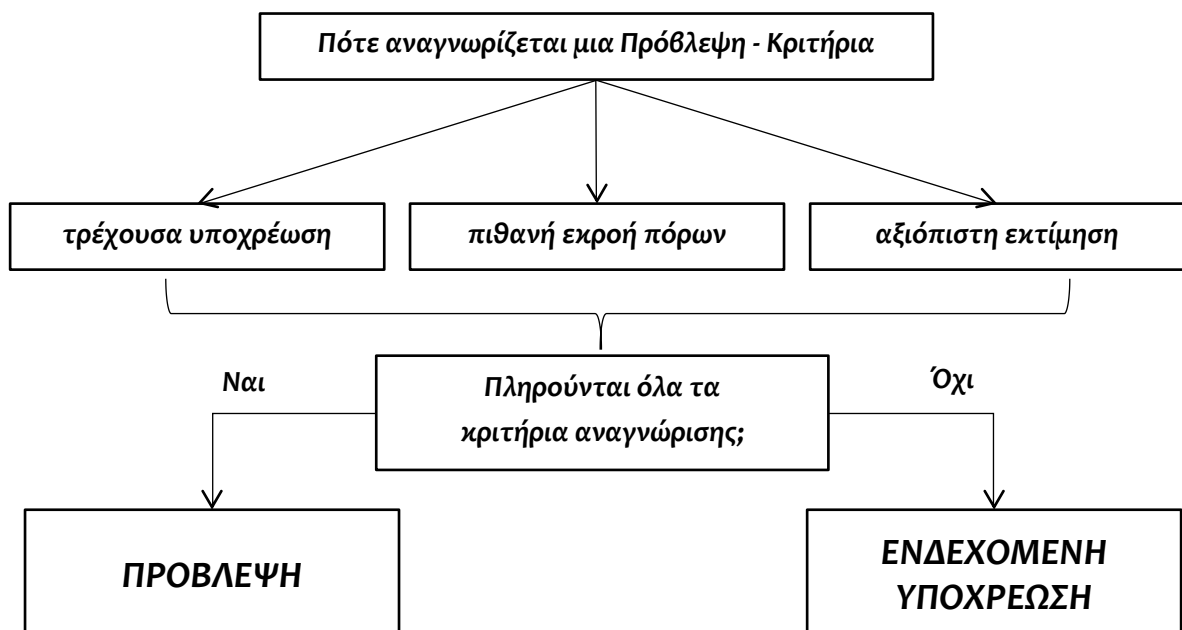 Πότε αναγνωρίζεται μια Πρόβλεψη - Κριτήρια
τρέχουσα υποχρέωση
πιθανή εκροή πόρων
αξιόπιστη εκτίμηση
Ναι
Πληρούνται όλα τα
κριτήρια αναγνώρισης;
Όχι
ΠΡΟΒΛΕΨΗ
ΕΝΔΕΧΟΜΕΝΗ
ΥΠΟΧΡΕΩΣΗ